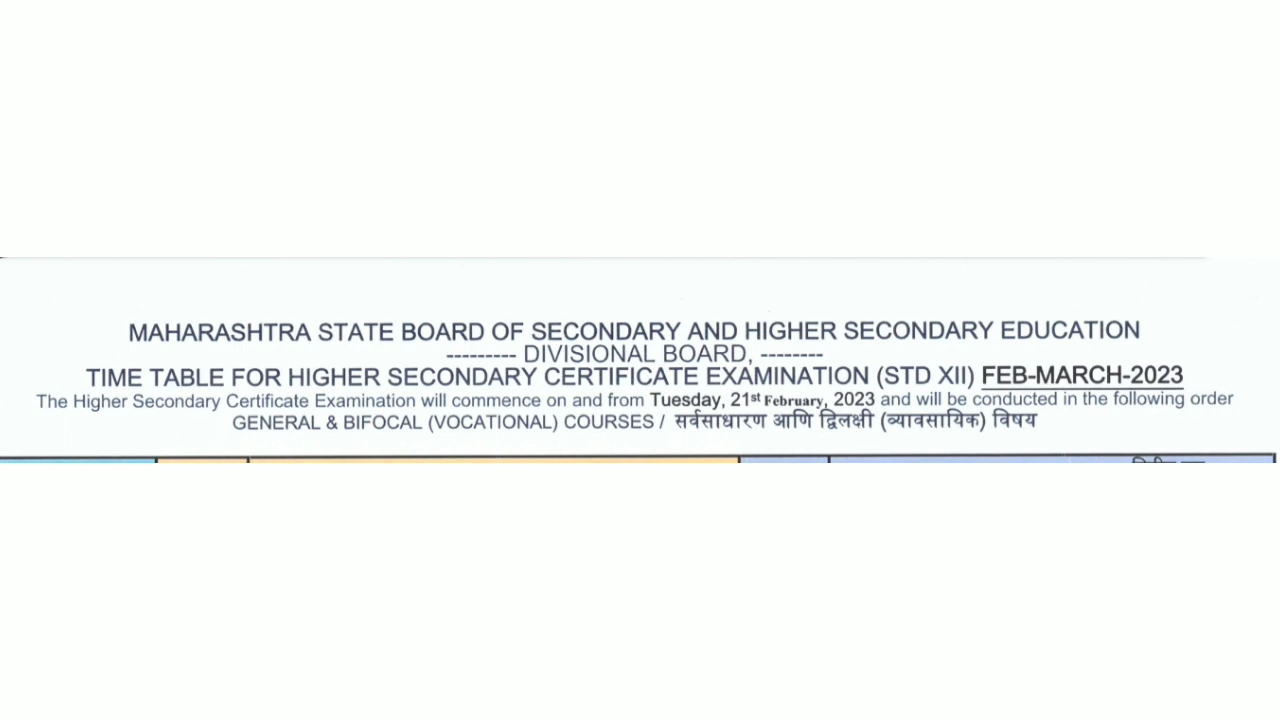 MAHARASHTRA STATE BOARD OF SECONDARY AND HIGHER SECONDARY EDUCATION
--------- DIVISIONAL BOARD, --------
TIME TABLE FOR HIGHER SECONDARY CERTIFICATE EXAMINATION (STD XII) FEB-MARCH-2023
The Higher Secondary Certificate Examination will commence on and from Tuesday, 21st February, 2023 and will be conducted in the following order
GENERAL & BIFOCAL (VOCATIONAL) COURSES / सर्वसाधारण आणि द्विलक्षी (व्यावसायिक) विषय